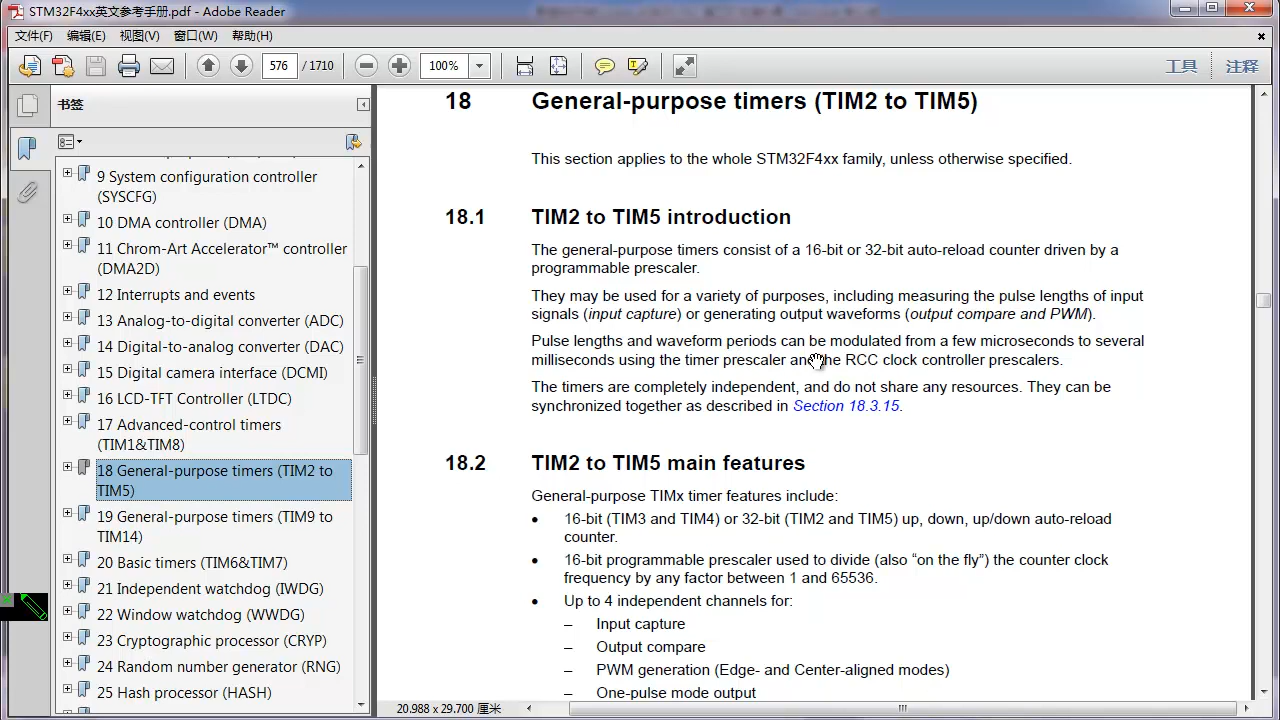 STM32F4xx英文参考手册.pdf - Adobe Reader
文件(F) 编辑(E) 视图(V) 窗口(W) 帮助(H)
576 / 1710 100% 工具 注释
书签
9 System configuration controller
(SYSCFG)
10 DMA controller (DMA)
11 Chrom-Art Accelerator™ controller
(DMA2D)
12 Interrupts and events
13 Analog-to-digital converter (ADC)
14 Digital-to-analog converter (DAC)
15 Digital camera interface (DCMI)
16 LCD-TFT Controller (LTDC)
17 Advanced-control timers
(TIM1&TIM8)
18 General-purpose timers (TIM2 to
TIM5)
19 General-purpose timers (TIM9 to
TIM14)
20 Basic timers (TIM6&TIM7)
21 Independent watchdog (IWDG)
22 Window watchdog (WWDG)
23 Cryptographic processor (CRYP)
24 Random number generator (RNG)
25 Hash processor (HASH)
18 General-purpose timers (TIM2 to TIM5)
This section applies to the whole STM32F4xx family, unless otherwise specified.
18.1 TIM2 to TIM5 introduction
The general-purpose timers consist of a 16-bit or 32-bit auto-reload counter driven by a
programmable prescaler.
They may be used for a variety of purposes, including measuring the pulse lengths of input
signals (input capture) or generating output waveforms (output compare and PWM).
Pulse lengths and waveform periods can be modulated from a few microseconds to several
milliseconds using the timer prescaler and the RCC clock controller prescalers.
The timers are completely independent, and do not share any resources. They can be
synchronized together as described in Section 18.3.15.
18.2 TIM2 to TIM5 main features
General-purpose TIMx timer features include:
• 16-bit (TIM3 and TIM4) or 32-bit (TIM2 and TIM5) up, down, up/down auto-reload
counter.
• 16-bit programmable prescaler used to divide (also “on the fly”) the counter clock
frequency by any factor between 1 and 65536.
• Up to 4 independent channels for:
– Input capture
– Output compare
– PWM generation (Edge- and Center-aligned modes)
– One-pulse mode output
20.988 x 29.700 厘米